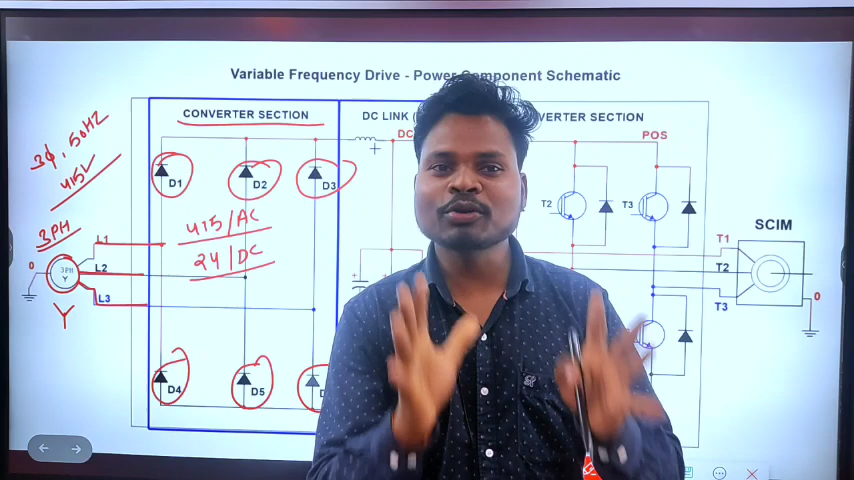 Variable Frequency Drive - Power Component Schematic
CONVERTER SECTION
DC LINK (
VERTER SECTION
DC
POS
3ф, 50HZ
415V
3PH
L1
L2
L3
0
3PH
Y
Y
D1
D2
D3
415/AC
24/DC
+
T2
T3
SCIM
T1
T2
T3
0
D4
D5
D
+